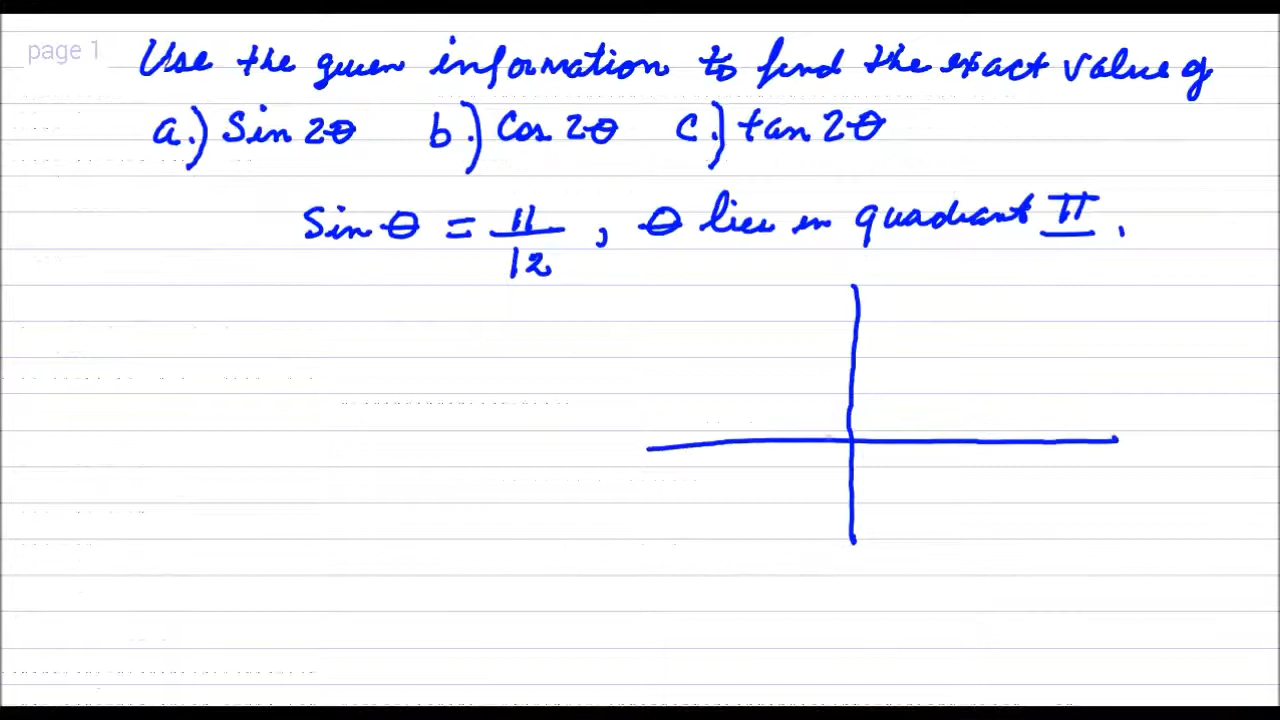 page 1
Use the given information to find the exact value of
a.) Sin 2θ b.) Cos 2θ c.) tan 2θ
Sin θ = 11/12, θ lies in quadrant II.